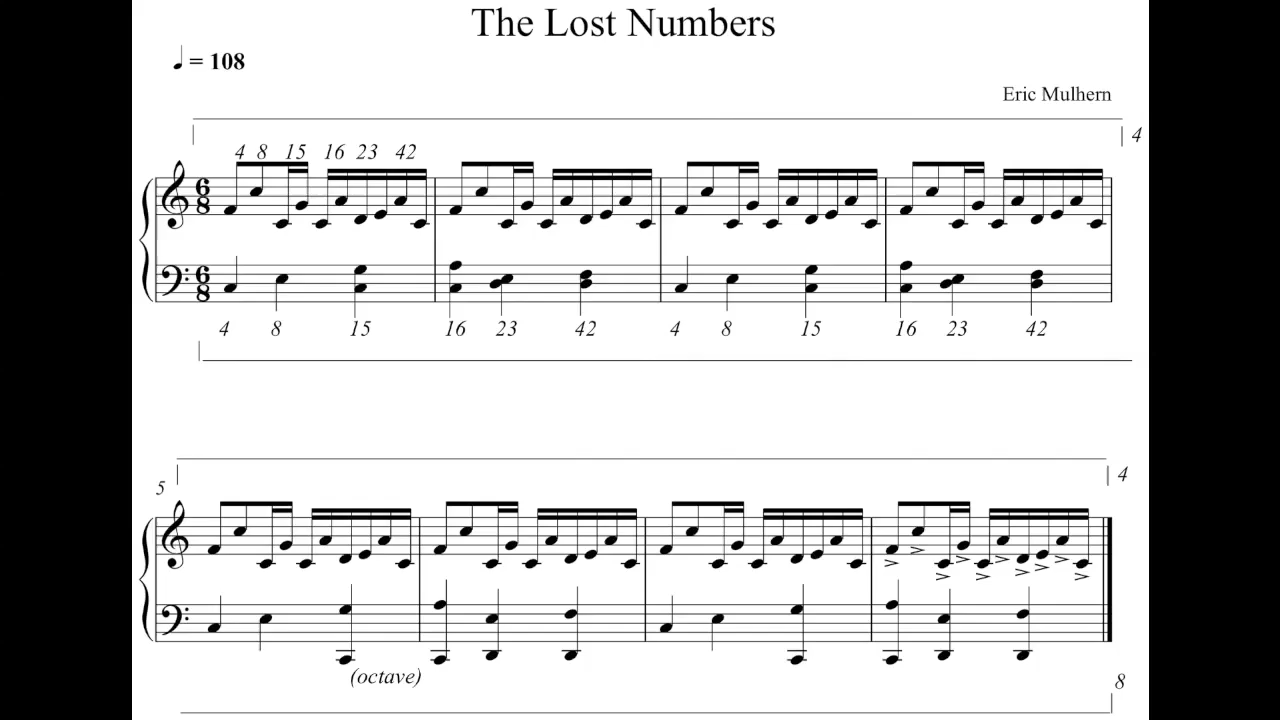 The Lost Numbers
♩ = 108
Eric Mulhern
4
4 8 15 16 23 42
6 8
6 8
4 8 15 16 23 42 4 8 15 16 23 42
4
5
(octave)
8